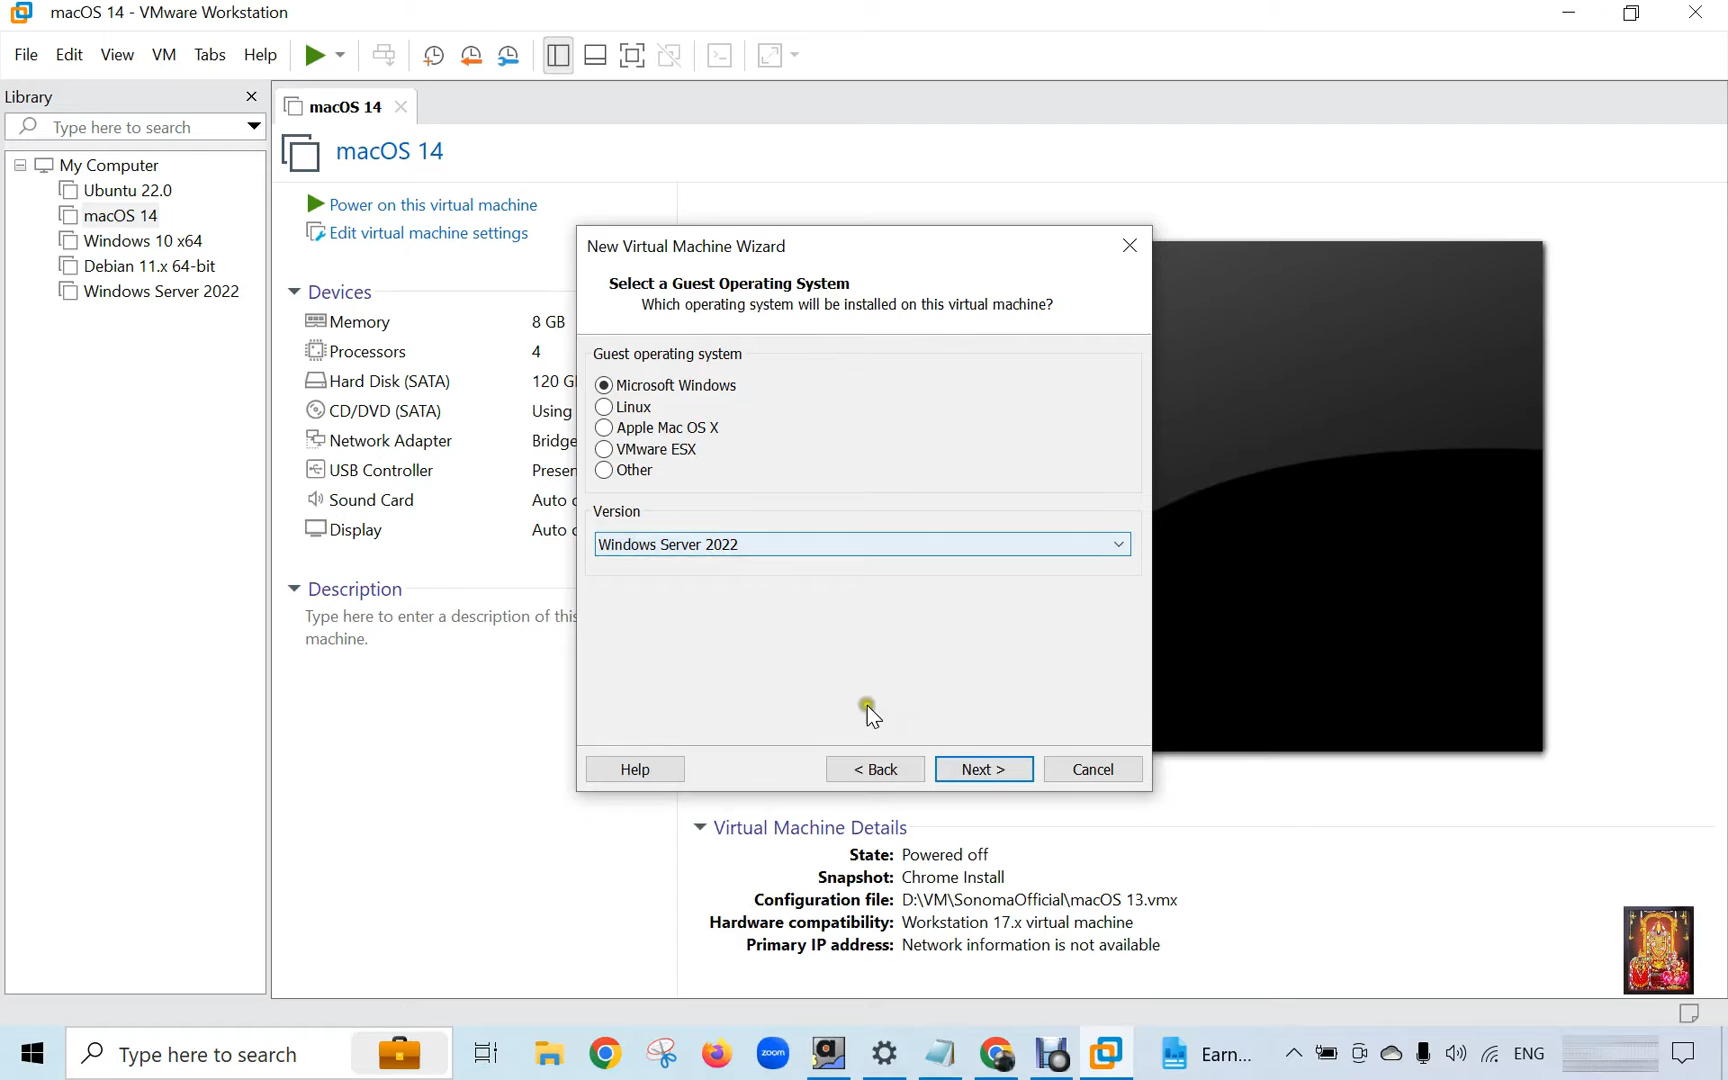 macOS 14 - VMware Workstation
File Edit View VM Tabs Help
Library
macOS 14
Type here to search
macOS 14
My Computer
Ubuntu 22.0
macOS 14
Windows 10 x64
Debian 11.x 64-bit
Windows Server 2022
Power on this virtual machine
Edit virtual machine settings
Devices
Memory 8 GB
Processors 4
Hard Disk (SATA) 120 G
CD/DVD (SATA) Using
Network Adapter Bridge
USB Controller Presen
Sound Card Auto
Display Auto
Description
Type here to enter a description of this
machine.
New Virtual Machine Wizard
Select a Guest Operating System
Which operating system will be installed on this virtual machine?
Guest operating system
Microsoft Windows
Linux
Apple Mac OS X
VMware ESX
Other
Version
Windows Server 2022
Help < Back Next > Cancel
Virtual Machine Details
State: Powered off
Snapshot: Chrome Install
Configuration file: D:\VM\SonomaOfficial\macOS 13.vmx
Hardware compatibility: Workstation 17.x virtual machine
Primary IP address: Network information is not available
Type here to search zoom Earn... ENG